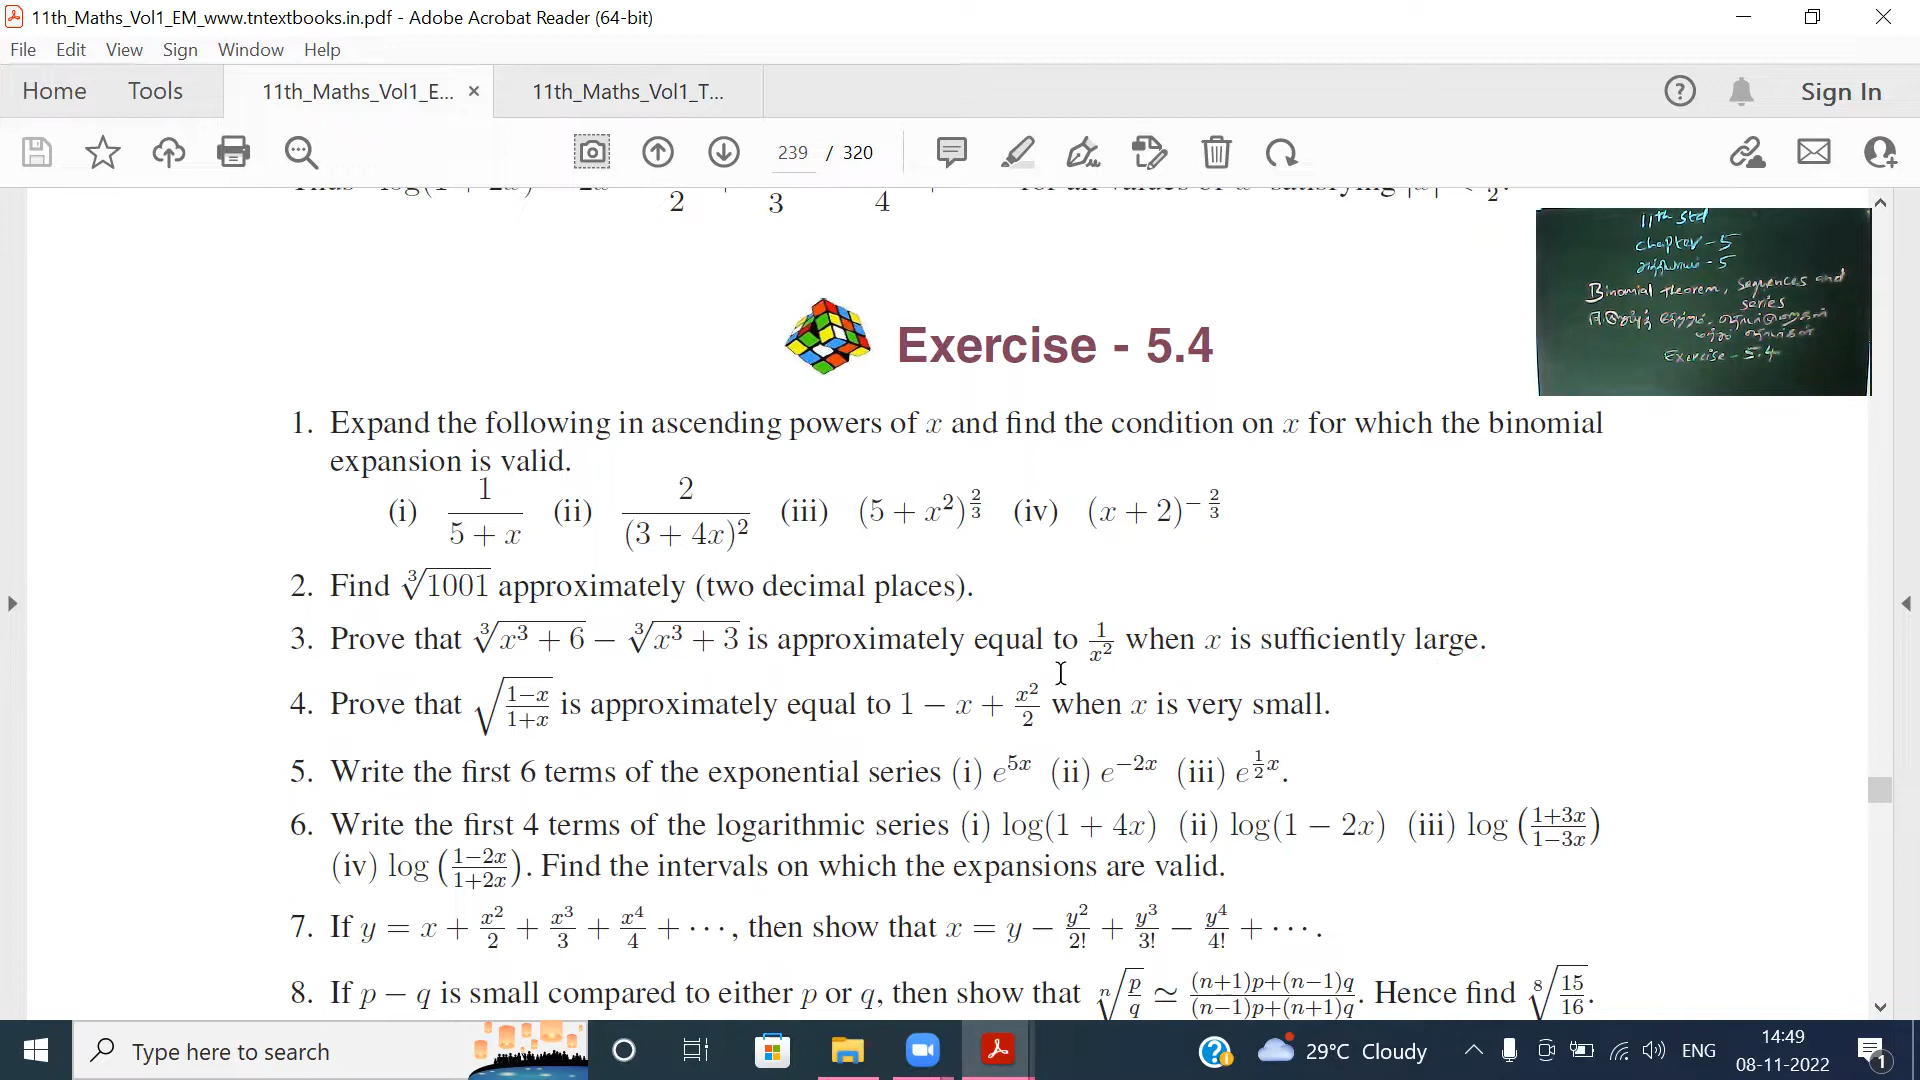 11th_Maths_Vol1_EM_www.tntextbooks.in.pdf - Adobe Acrobat Reader (64-bit)
File Edit View Sign Window Help
Home Tools 11th_Maths_Vol1_E... × 11th_Maths_Vol1_T... Sign In
239 / 320
2 3 4 2
11th Std
Chapter - 5
Binomial theorem, sequences and
series
Exercise - 5.4
Exercise - 5.4
1. Expand the following in ascending powers of x and find the condition on x for which the binomial
expansion is valid.
(i) 1/(5 + x) (ii) 2/(3 + 4x)² (iii) (5 + x²)^(2/3) (iv) (x + 2)^(−2/3)
2. Find ∛1001 approximately (two decimal places).
3. Prove that ∛(x³ + 6) − ∛(x³ + 3) is approximately equal to 1/x² when x is sufficiently large.
4. Prove that √((1−x)/(1+x)) is approximately equal to 1 − x + x²/2 when x is very small.
5. Write the first 6 terms of the exponential series (i) e^(5x) (ii) e^(−2x) (iii) e^(½x).
6. Write the first 4 terms of the logarithmic series (i) log(1 + 4x) (ii) log(1 − 2x) (iii) log ((1+3x)/(1−3x))
(iv) log ((1−2x)/(1+2x)). Find the intervals on which the expansions are valid.
7. If y = x + x²/2 + x³/3 + x⁴/4 + ⋯, then show that x = y − y²/2! + y³/3! − y⁴/4! + ⋯.
8. If p − q is small compared to either p or q, then show that ⁿ√(p/q) ≃ ((n+1)p+(n−1)q)/((n−1)p+(n+1)q). Hence find ⁸√(15/16).
Type here to search 29°C Cloudy ENG 14:49
08-11-2022 1